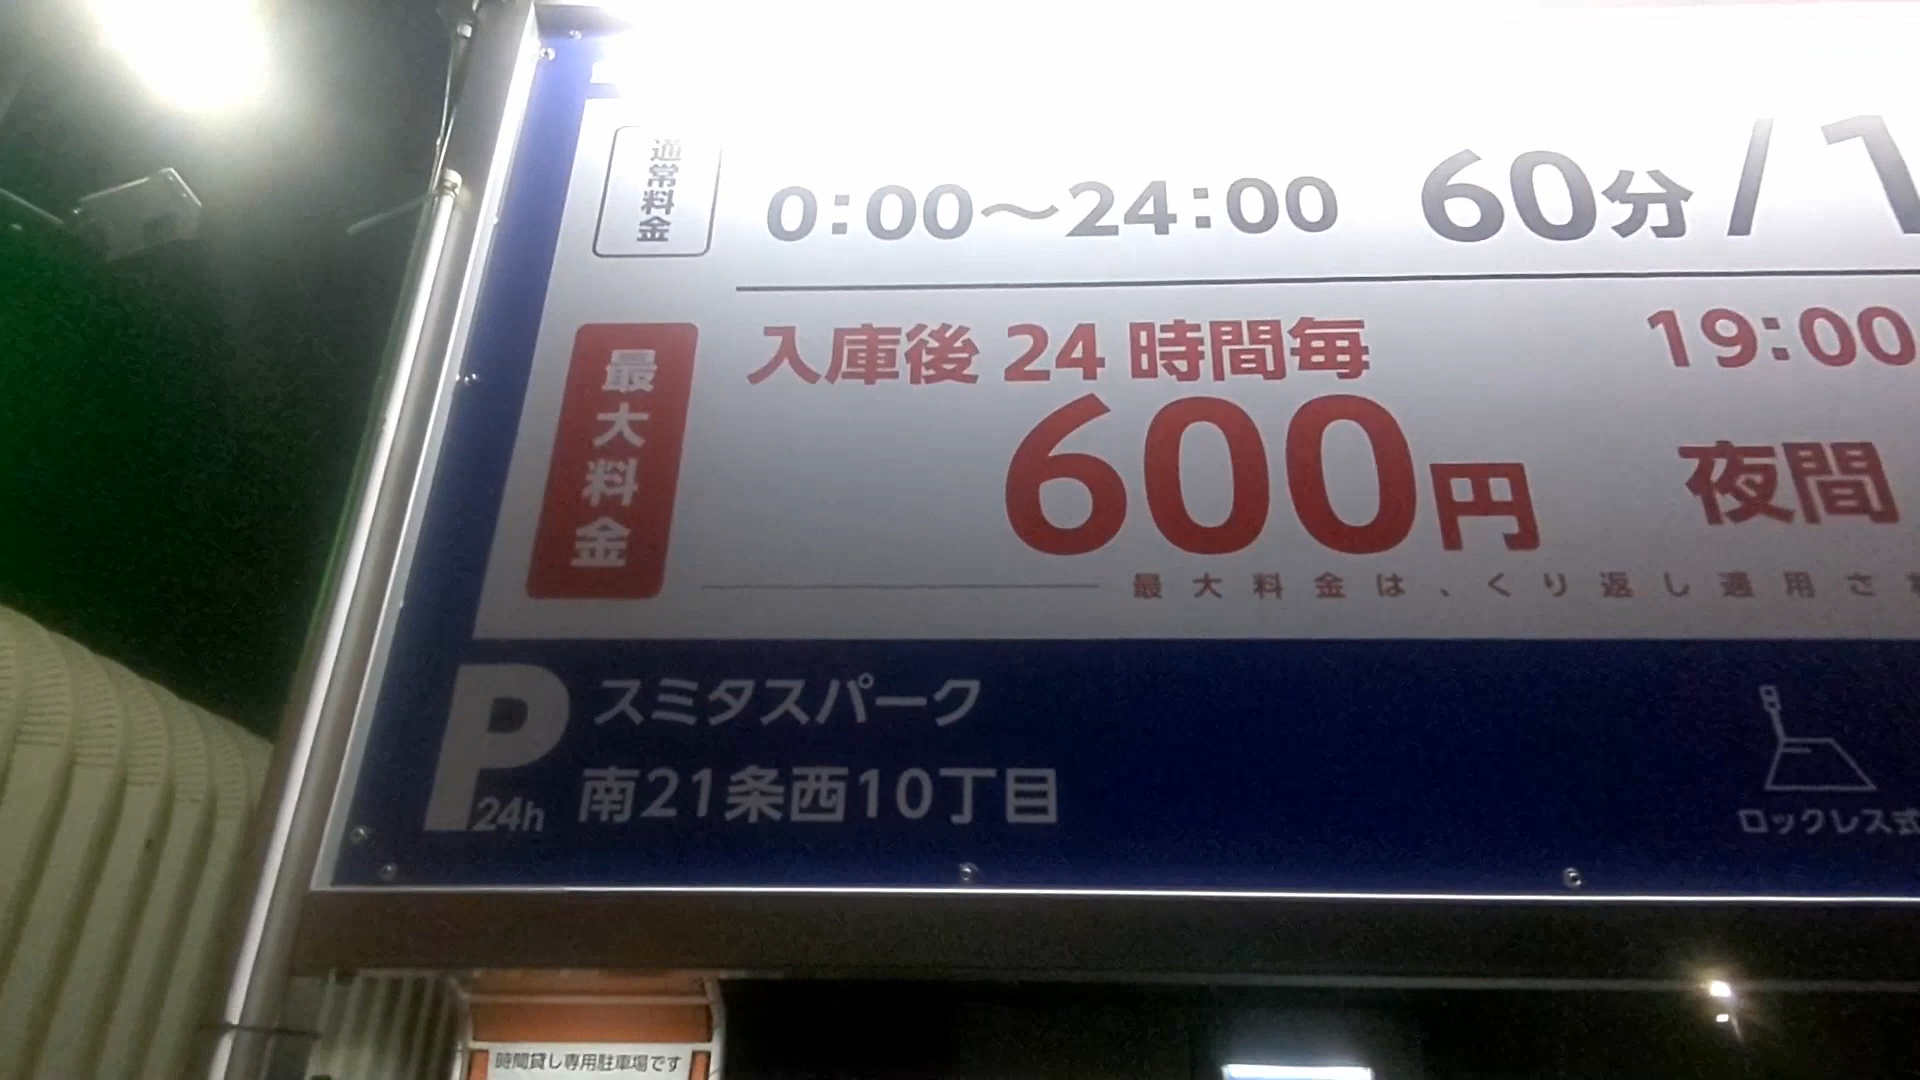 通常料金
0:00～24:00 60分/1
最大料金
入庫後24時間毎
600円
19:00
夜間
最大料金は、くり返し適用さ
P 24h
スミタスパーク
南21条西10丁目
ロックレス式
時間貸し専用駐車場です